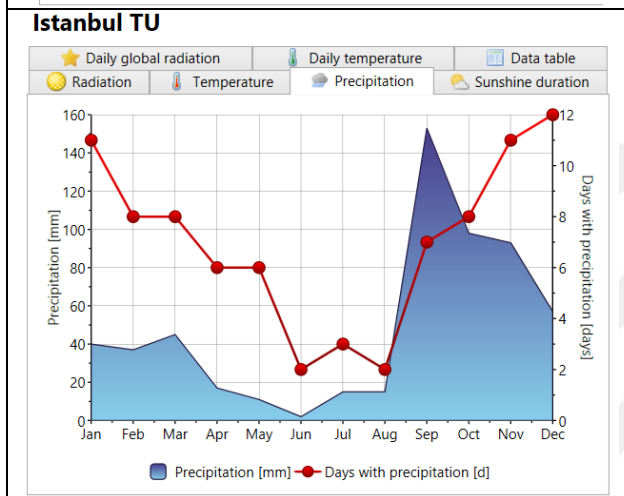 Istanbul TU
Daily global radiation Daily temperature Data table
Radiation Temperature Precipitation Sunshine duration
160
140
120
100
80
60
40
20
0
Precipitation [mm]
12
10
8
6
4
2
0
Days with precipitation [days]
Jan Feb Mar Apr May Jun Jul Aug Sep Oct Nov Dec
Precipitation [mm] Days with precipitation [d]